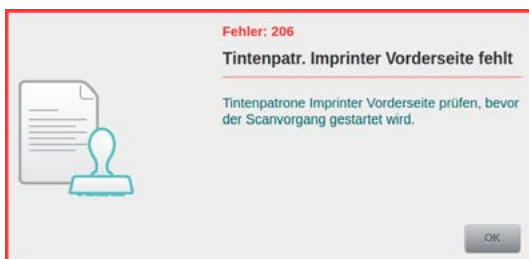 Fehler: 206
Tintenpatr. Imprinter Vorderseite fehlt
Tintenpatrone Imprinter Vorderseite prüfen, bevor
der Scanvorgang gestartet wird.
OK